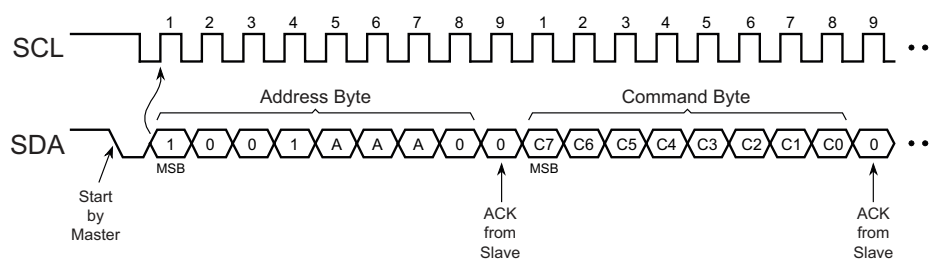 1 2 3 4 5 6 7 8 9 1 2 3 4 5 6 7 8 9
SCL
Address Byte Command Byte
SDA 1 0 0 1 A A A 0 0 C7 C6 C5 C4 C3 C2 C1 C0 0
MSB MSB
Start
by
Master
ACK
from
Slave
ACK
from
Slave